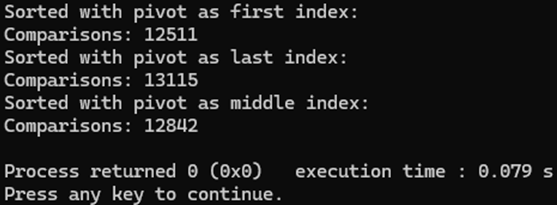 Sorted with pivot as first index:
Comparisons: 12511
Sorted with pivot as last index:
Comparisons: 13115
Sorted with pivot as middle index:
Comparisons: 12842
Process returned 0 (0x0)   execution time : 0.079 s
Press any key to continue.